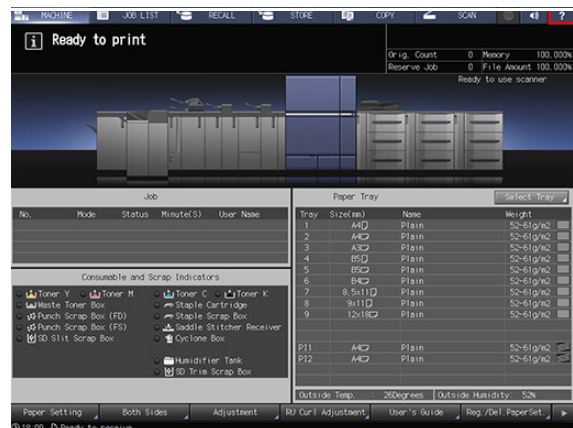 MACHINE JOB LIST RECALL STORE COPY SCAN ?
i Ready to print
Orig. Count 0 Memory 100.000%
Reserve Job 0 File Amount 100.000%
Ready to use scanner
Job
No. Mode Status Minute(S) User Name
Consumable and Scrap Indicators
Toner Y Toner M Toner C Toner K
Waste Toner Box Staple Cartridge
Punch Scrap Box (FD) Staple Scrap Box
Punch Scrap Box (FS) Saddle Stitcher Receiver
SD Slit Scrap Box Cyclone Box
Humidifier Tank
SD Trim Scrap Box
Paper Tray Select Tray
Tray Size(mm) Name Weight
1 A4 Plain 52-61g/m2
2 A4 Plain 52-61g/m2
3 A3 Plain 52-61g/m2
4 B5 Plain 52-61g/m2
5 B5 Plain 52-61g/m2
6 B4 Plain 52-61g/m2
7 8.5x11 Plain 52-61g/m2
8 9x11 Plain 52-61g/m2
9 12x18 Plain 52-61g/m2
PI1 A4 Plain 52-61g/m2
PI2 A4 Plain 52-61g/m2
Outside Temp. : 26Degrees Outside Humidity: 52%
Paper Setting Both Sides Adjustment RU Curl Adjustment User's Guide Reg./Del.PaperSet.
18:00 Ready to receive